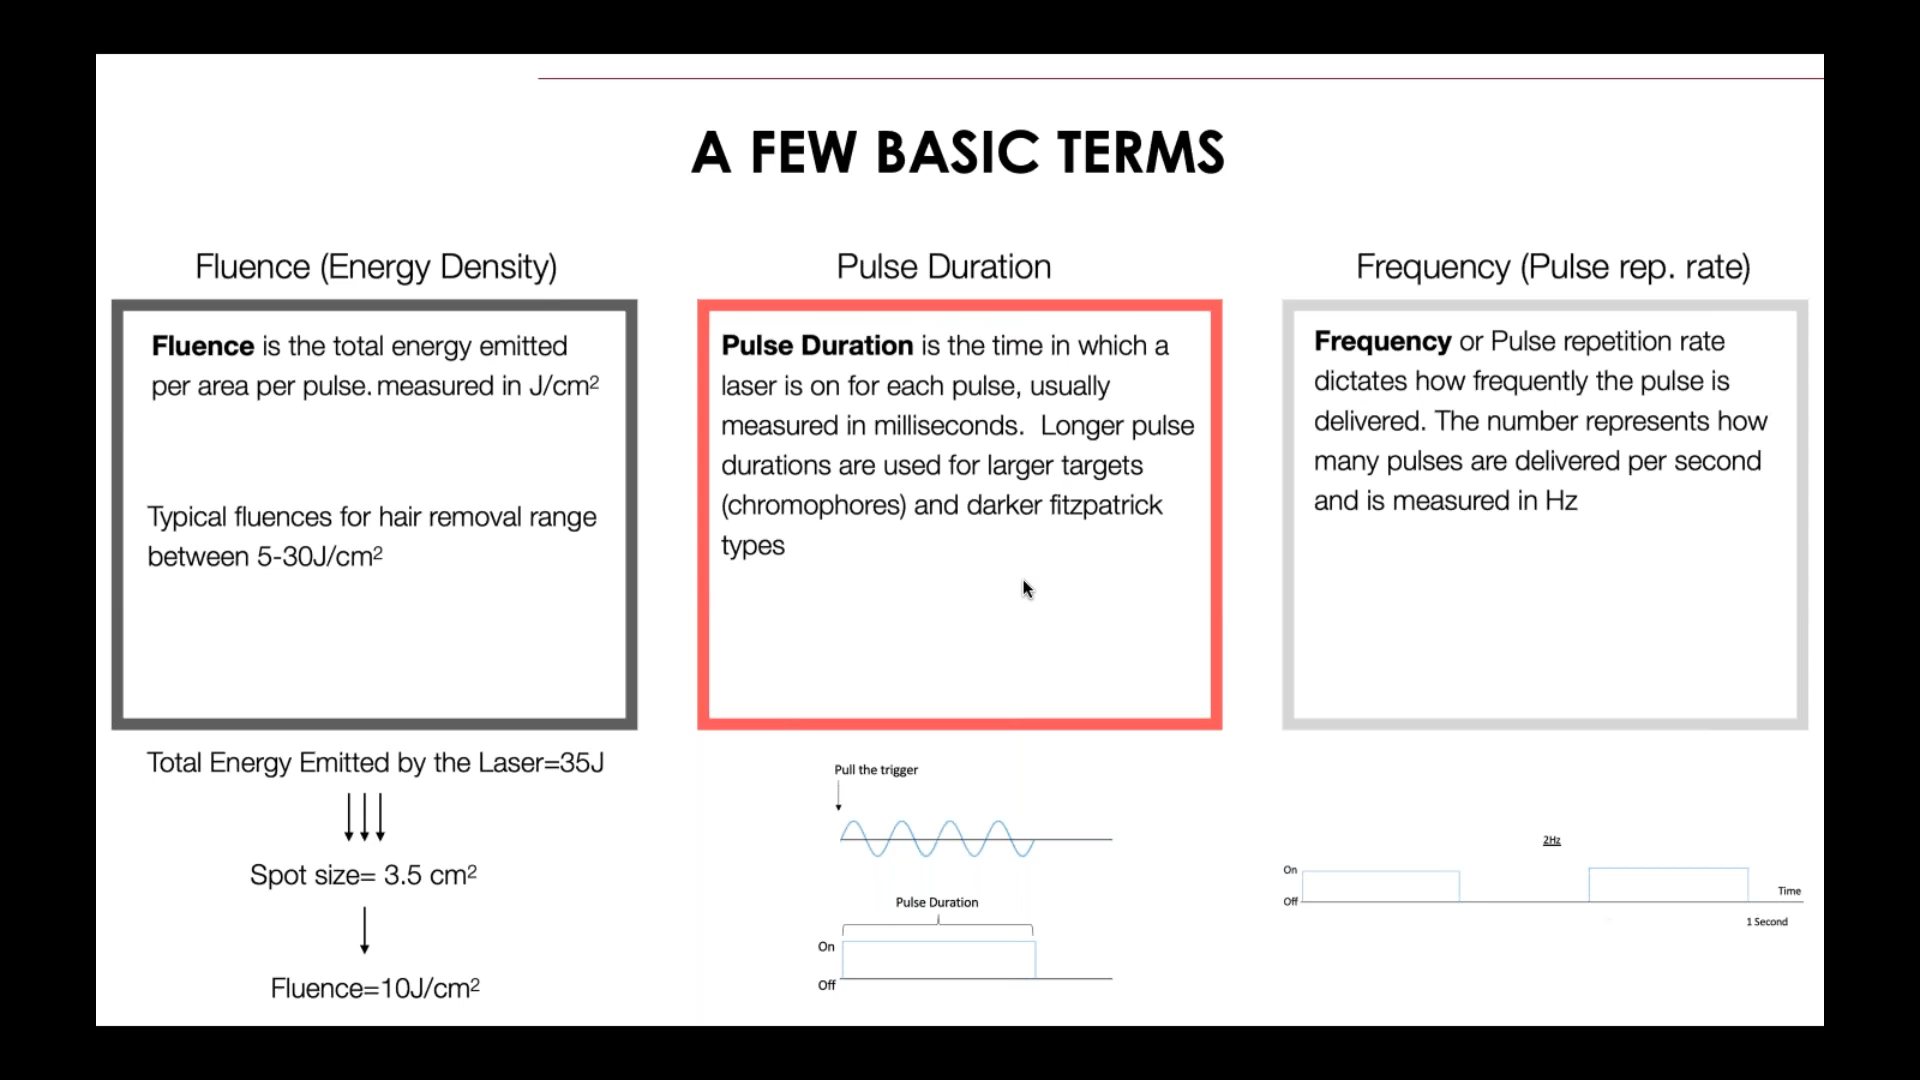 A FEW BASIC TERMS
Fluence (Energy Density)
Fluence is the total energy emitted
per area per pulse. measured in J/cm²
Typical fluences for hair removal range
between 5-30J/cm²
Total Energy Emitted by the Laser=35J
Spot size= 3.5 cm²
Fluence=10J/cm²
Pulse Duration
Pulse Duration is the time in which a
laser is on for each pulse, usually
measured in milliseconds.  Longer pulse
durations are used for larger targets
(chromophores) and darker fitzpatrick
types
Pull the trigger
Pulse Duration
On
Off
Frequency (Pulse rep. rate)
Frequency or Pulse repetition rate
dictates how frequently the pulse is
delivered. The number represents how
many pulses are delivered per second
and is measured in Hz
2Hz
On
Off
Time
1 Second